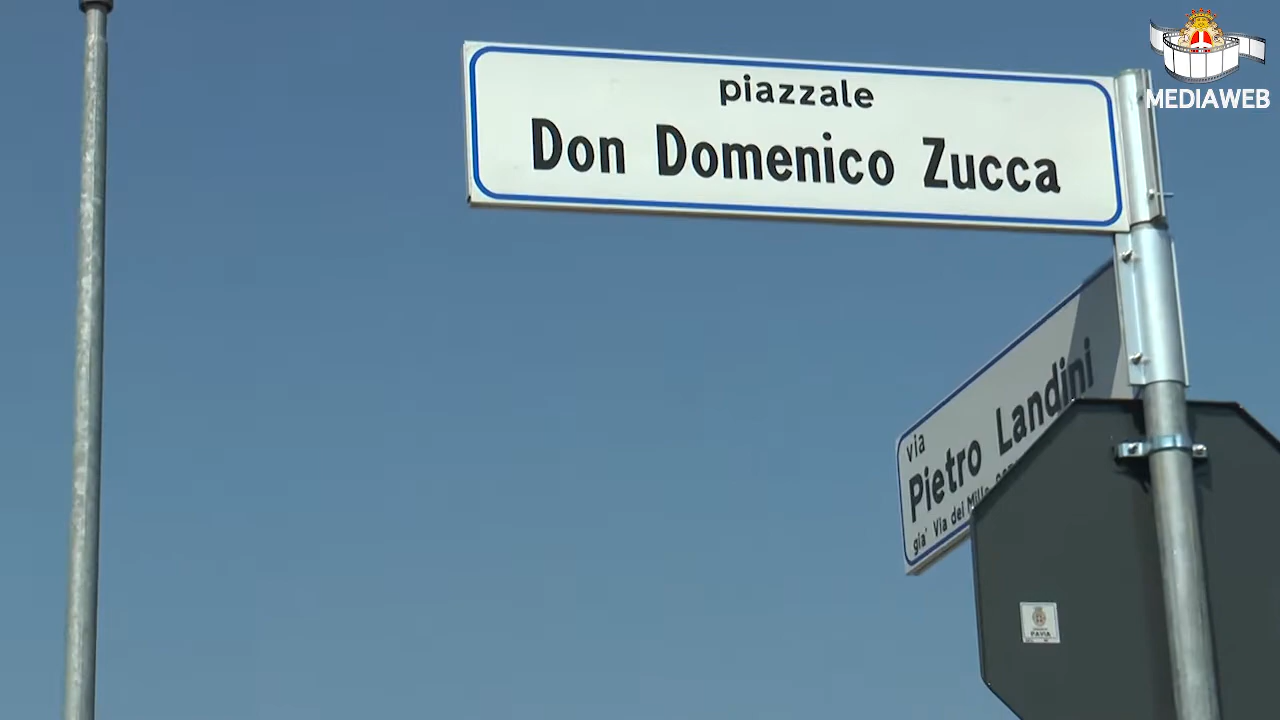 MEDIAWEB
piazzale
Don Domenico Zucca
via
Pietro Landini
già Via dei Mille
PAVIA